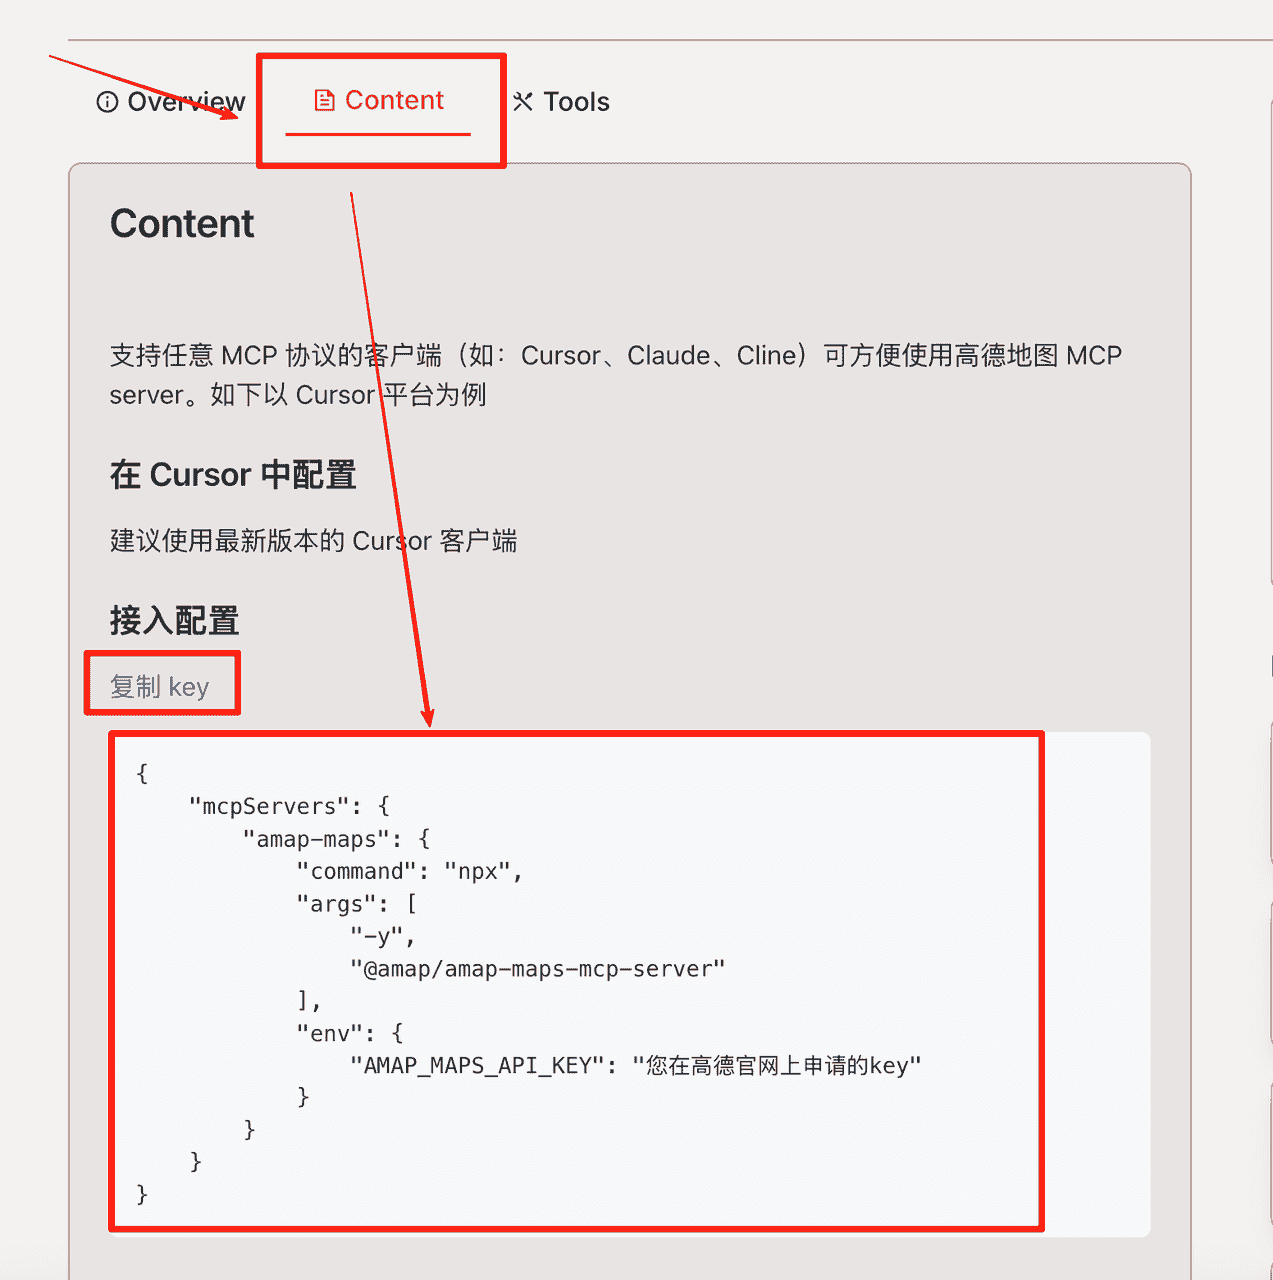 Overview Content Tools
Content
支持任意 MCP 协议的客户端（如：Cursor、Claude、Cline）可方便使用高德地图 MCP
server。如下以 Cursor 平台为例
在 Cursor 中配置
建议使用最新版本的 Cursor 客户端
接入配置
复制 key
{
    "mcpServers": {
        "amap-maps": {
            "command": "npx",
            "args": [
                "-y",
                "@amap/amap-maps-mcp-server"
            ],
            "env": {
                "AMAP_MAPS_API_KEY": "您在高德官网上申请的key"
            }
        }
    }
}